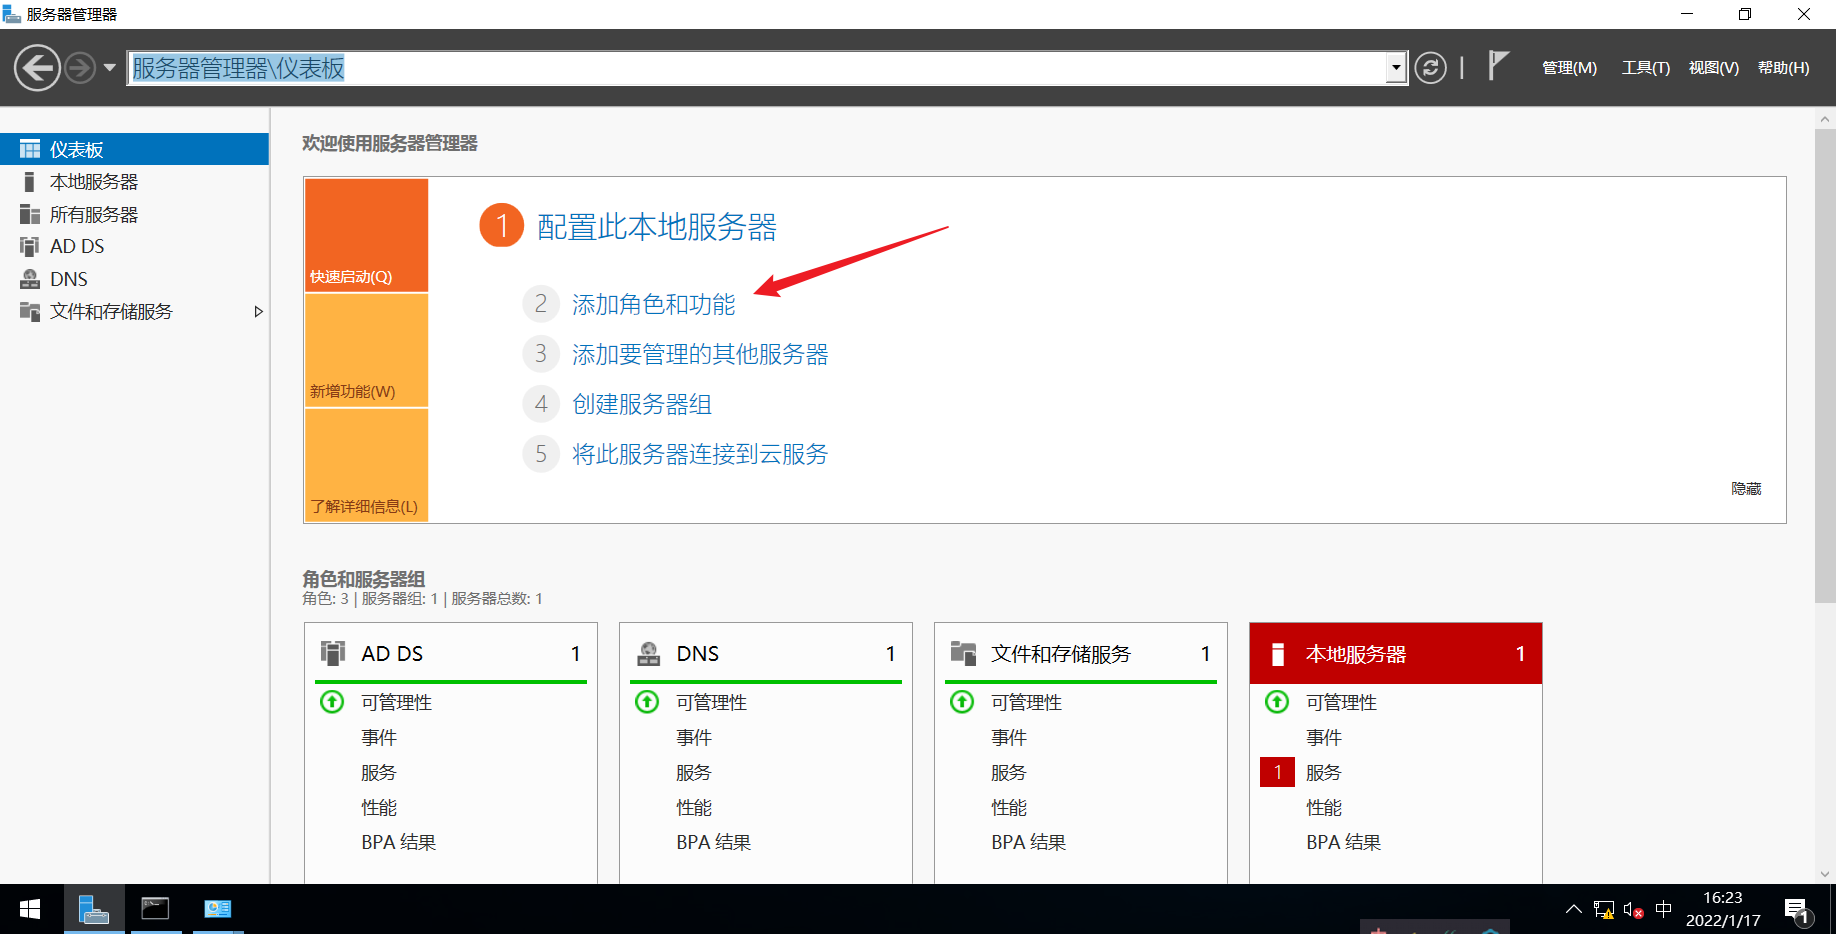 服务器管理器
服务器管理器\仪表板
管理(M) 工具(T) 视图(V) 帮助(H)
仪表板
本地服务器
所有服务器
AD DS
DNS
文件和存储服务
欢迎使用服务器管理器
快速启动(Q)
新增功能(W)
了解详细信息(L)
1 配置此本地服务器
2 添加角色和功能
3 添加要管理的其他服务器
4 创建服务器组
5 将此服务器连接到云服务
隐藏
角色和服务器组
角色: 3 | 服务器组: 1 | 服务器总数: 1
AD DS 1
可管理性
事件
服务
性能
BPA 结果
DNS 1
可管理性
事件
服务
性能
BPA 结果
文件和存储服务 1
可管理性
事件
服务
性能
BPA 结果
本地服务器 1
可管理性
事件
1 服务
性能
BPA 结果
中
16:23
2022/1/17
1